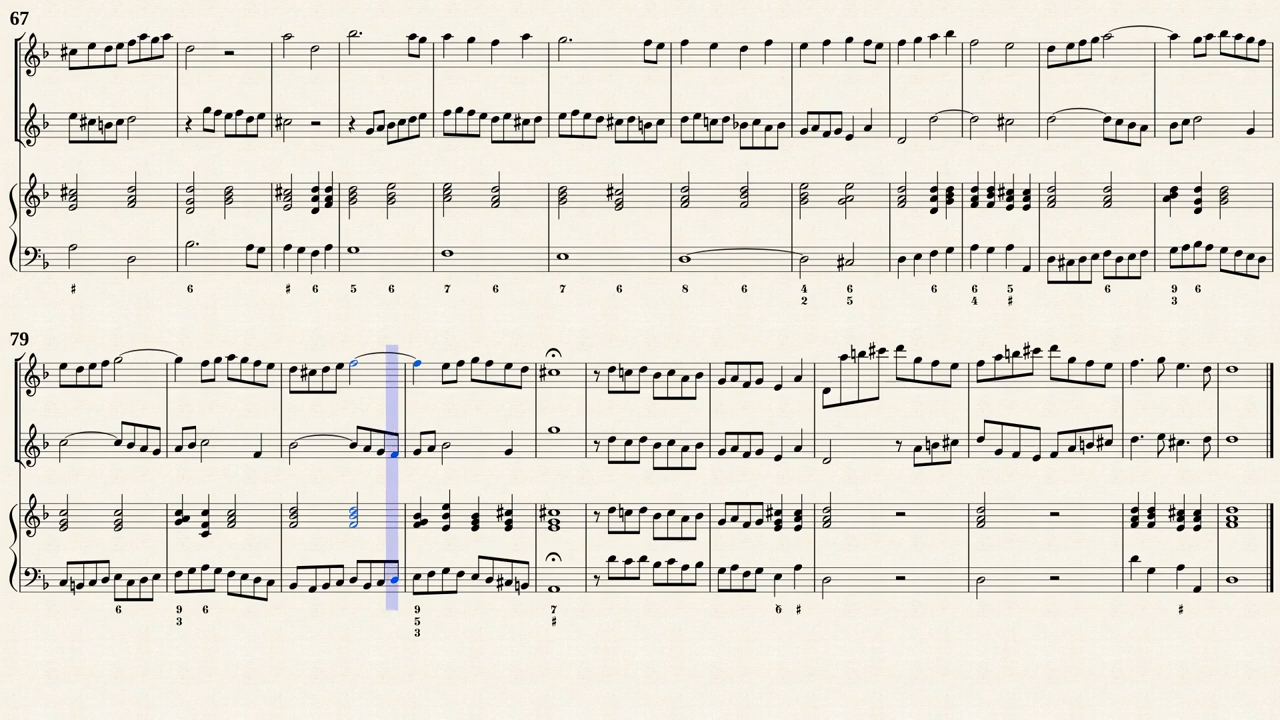 67
♯ 6 ♯ 6 5 6 7 6 7 6 8 6 4 6 6 6 5 6 9 6
2 5 4 ♯ 3
79
6 9 6 9 7 6 ♯ ♯
3 5 ♯
3